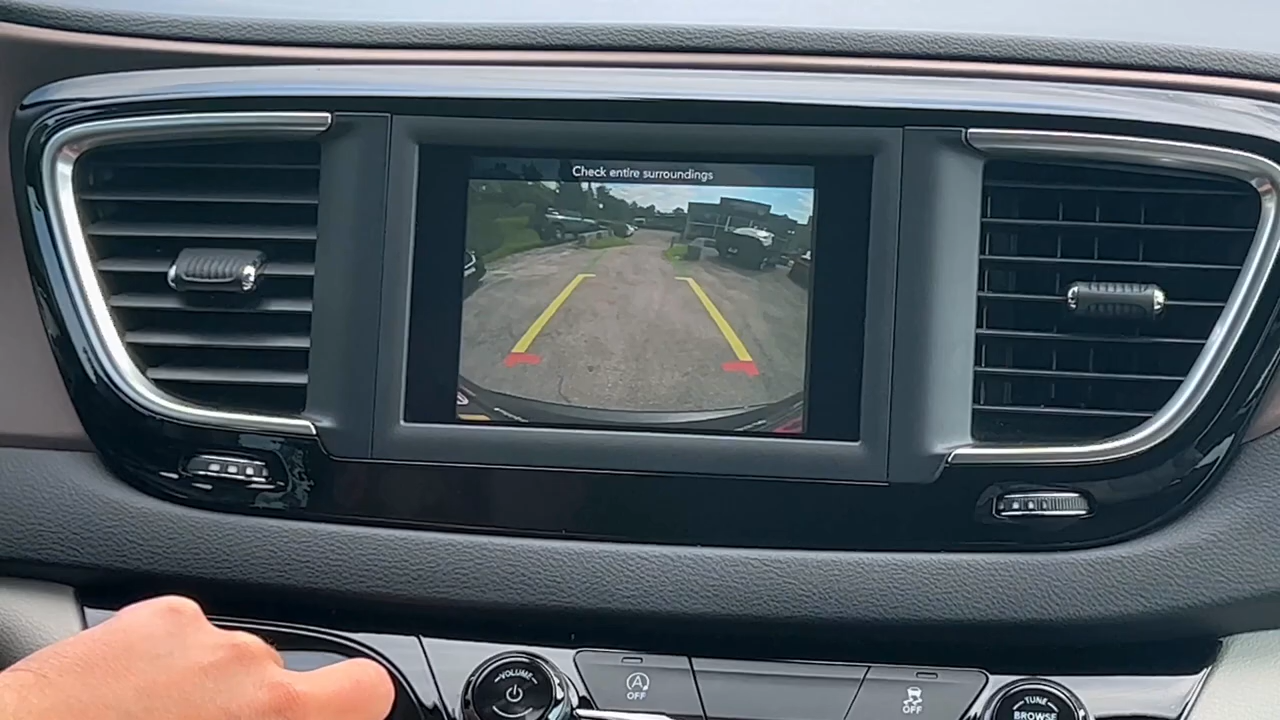 Check entire surroundings
VOLUME
OFF
OFF
TUNE
BROWSE